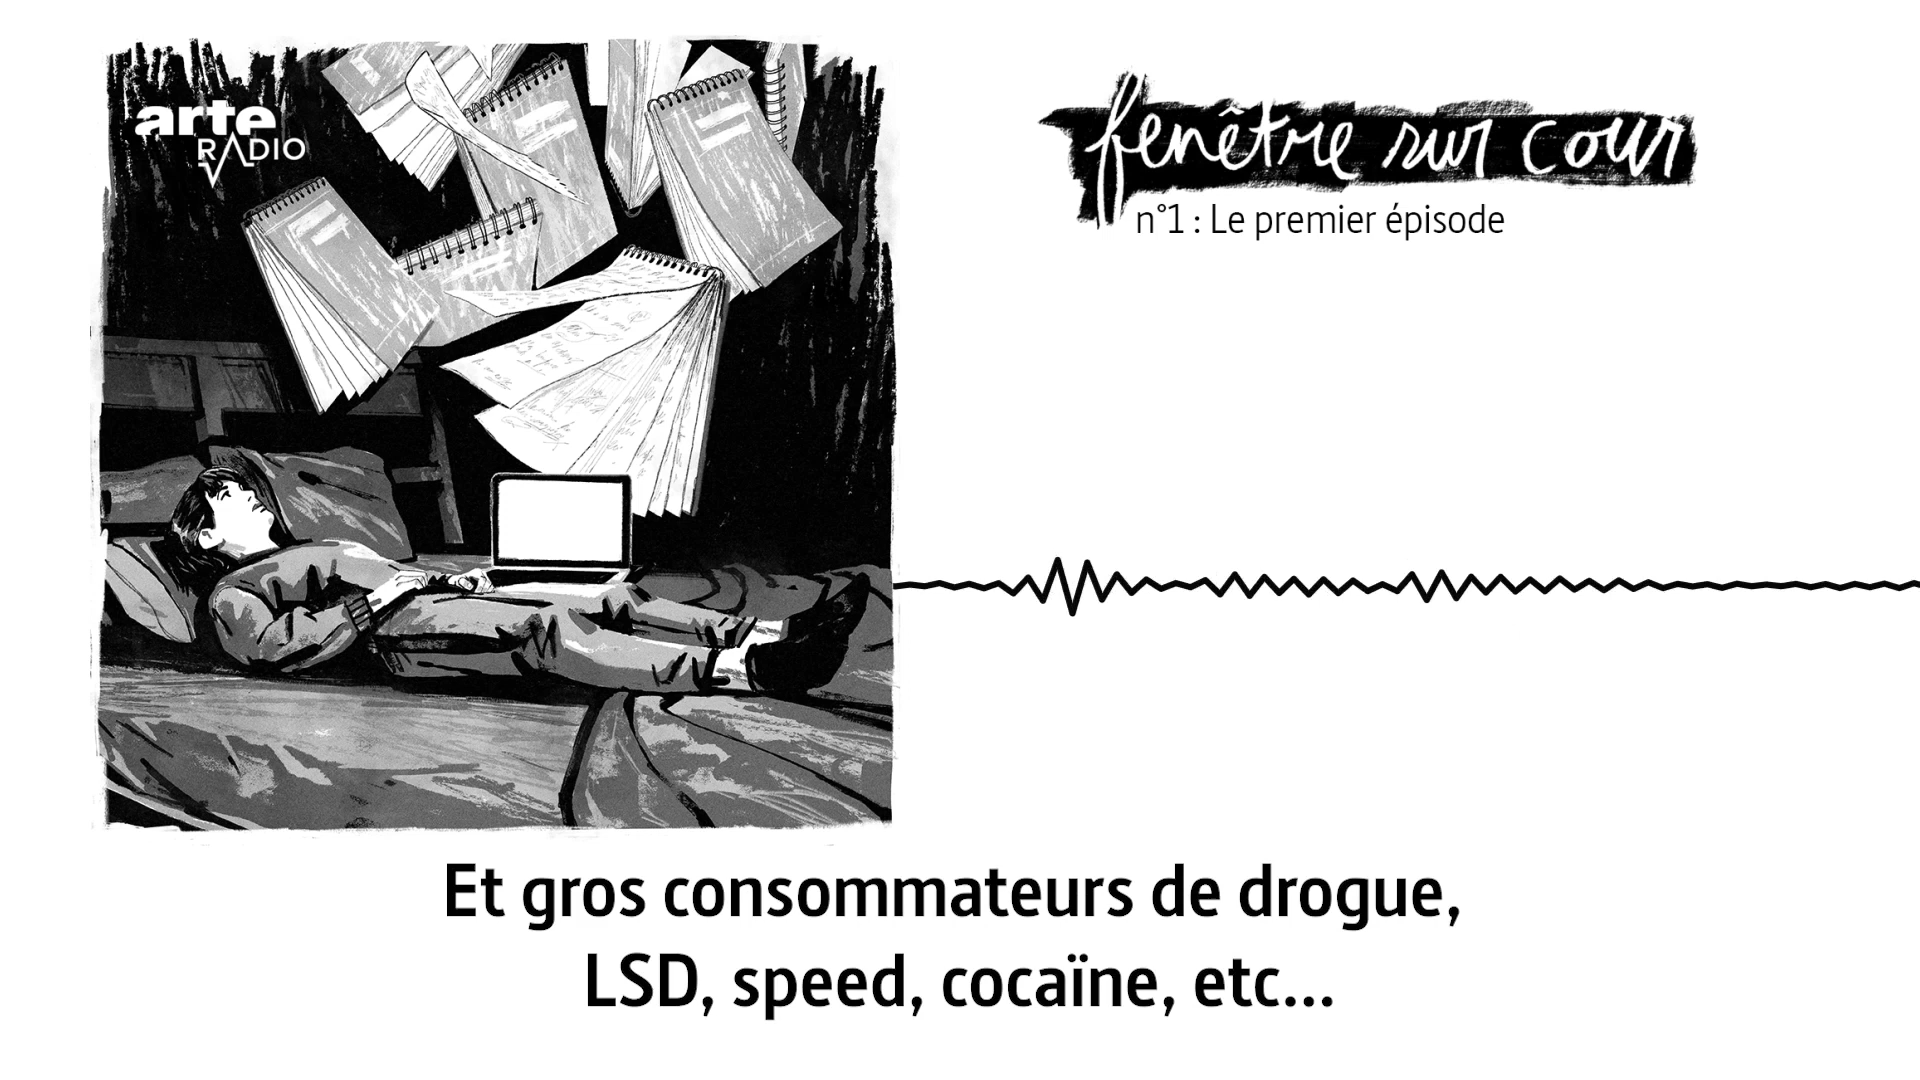 arte
RADIO
fenêtre sur cour
n°1 : Le premier épisode
Et gros consommateurs de drogue,
LSD, speed, cocaïne, etc...